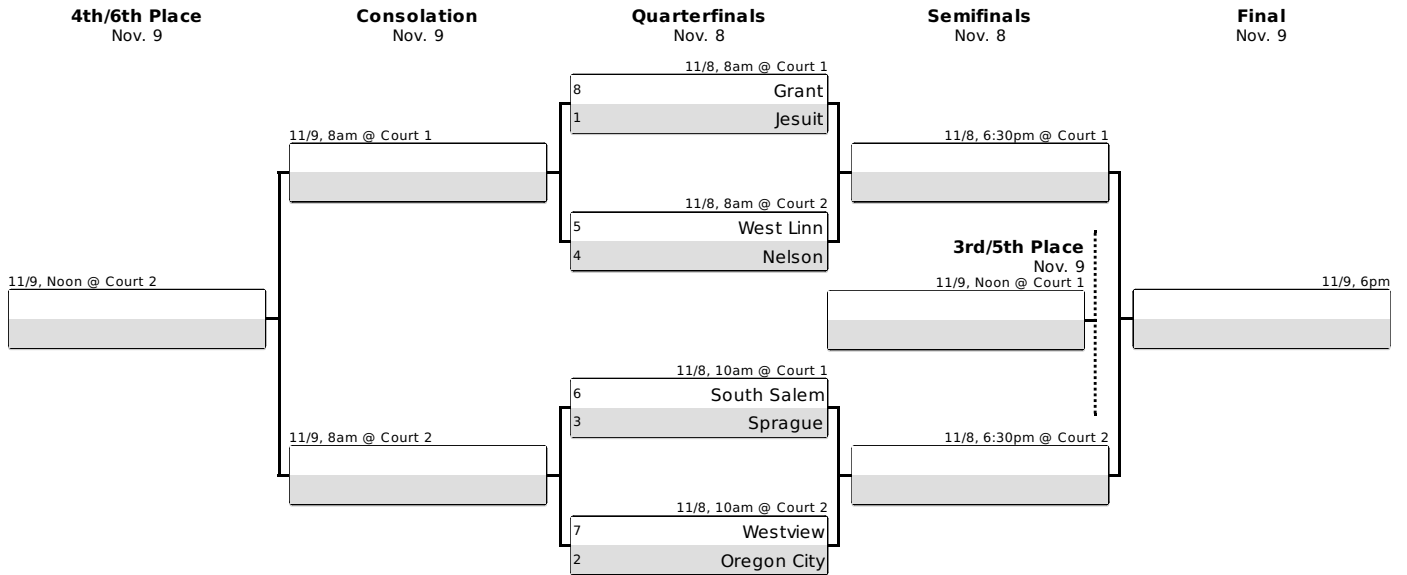 4th/6th Place
Nov. 9
Consolation
Nov. 9
Quarterfinals
Nov. 8
Semifinals
Nov. 8
Final
Nov. 9
11/8, 8am @ Court 1
8 Grant
1 Jesuit
11/9, 8am @ Court 1
11/8, 6:30pm @ Court 1
11/8, 8am @ Court 2
5 West Linn
4 Nelson
3rd/5th Place
Nov. 9
11/9, Noon @ Court 2
11/9, Noon @ Court 1
11/9, 6pm
11/8, 10am @ Court 1
6 South Salem
3 Sprague
11/9, 8am @ Court 2
11/8, 6:30pm @ Court 2
11/8, 10am @ Court 2
7 Westview
2 Oregon City